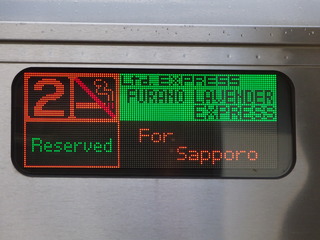 2
Ltd. EXPRESS
FURANO LAVENDER
EXPRESS
Reserved
For
Sapporo